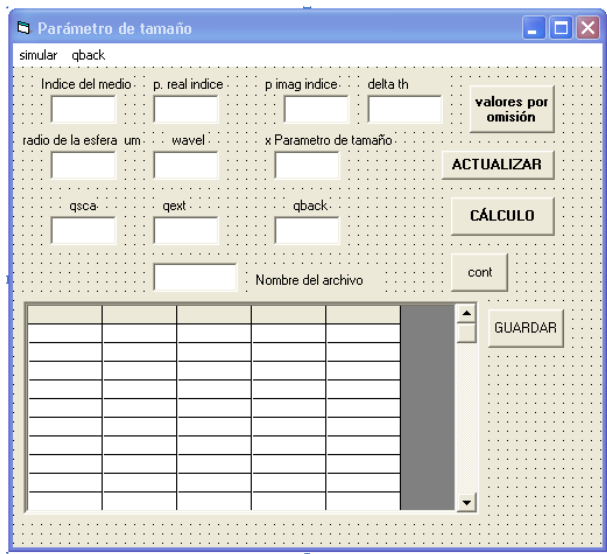 Parámetro de tamaño
simular qback
Indice del medio p. real indice p imag indice delta th
valores por
omisión
radio de la esfera um wavel x Parametro de tamaño
ACTUALIZAR
qsca qext qback
CÁLCULO
Nombre del archivo
cont
GUARDAR